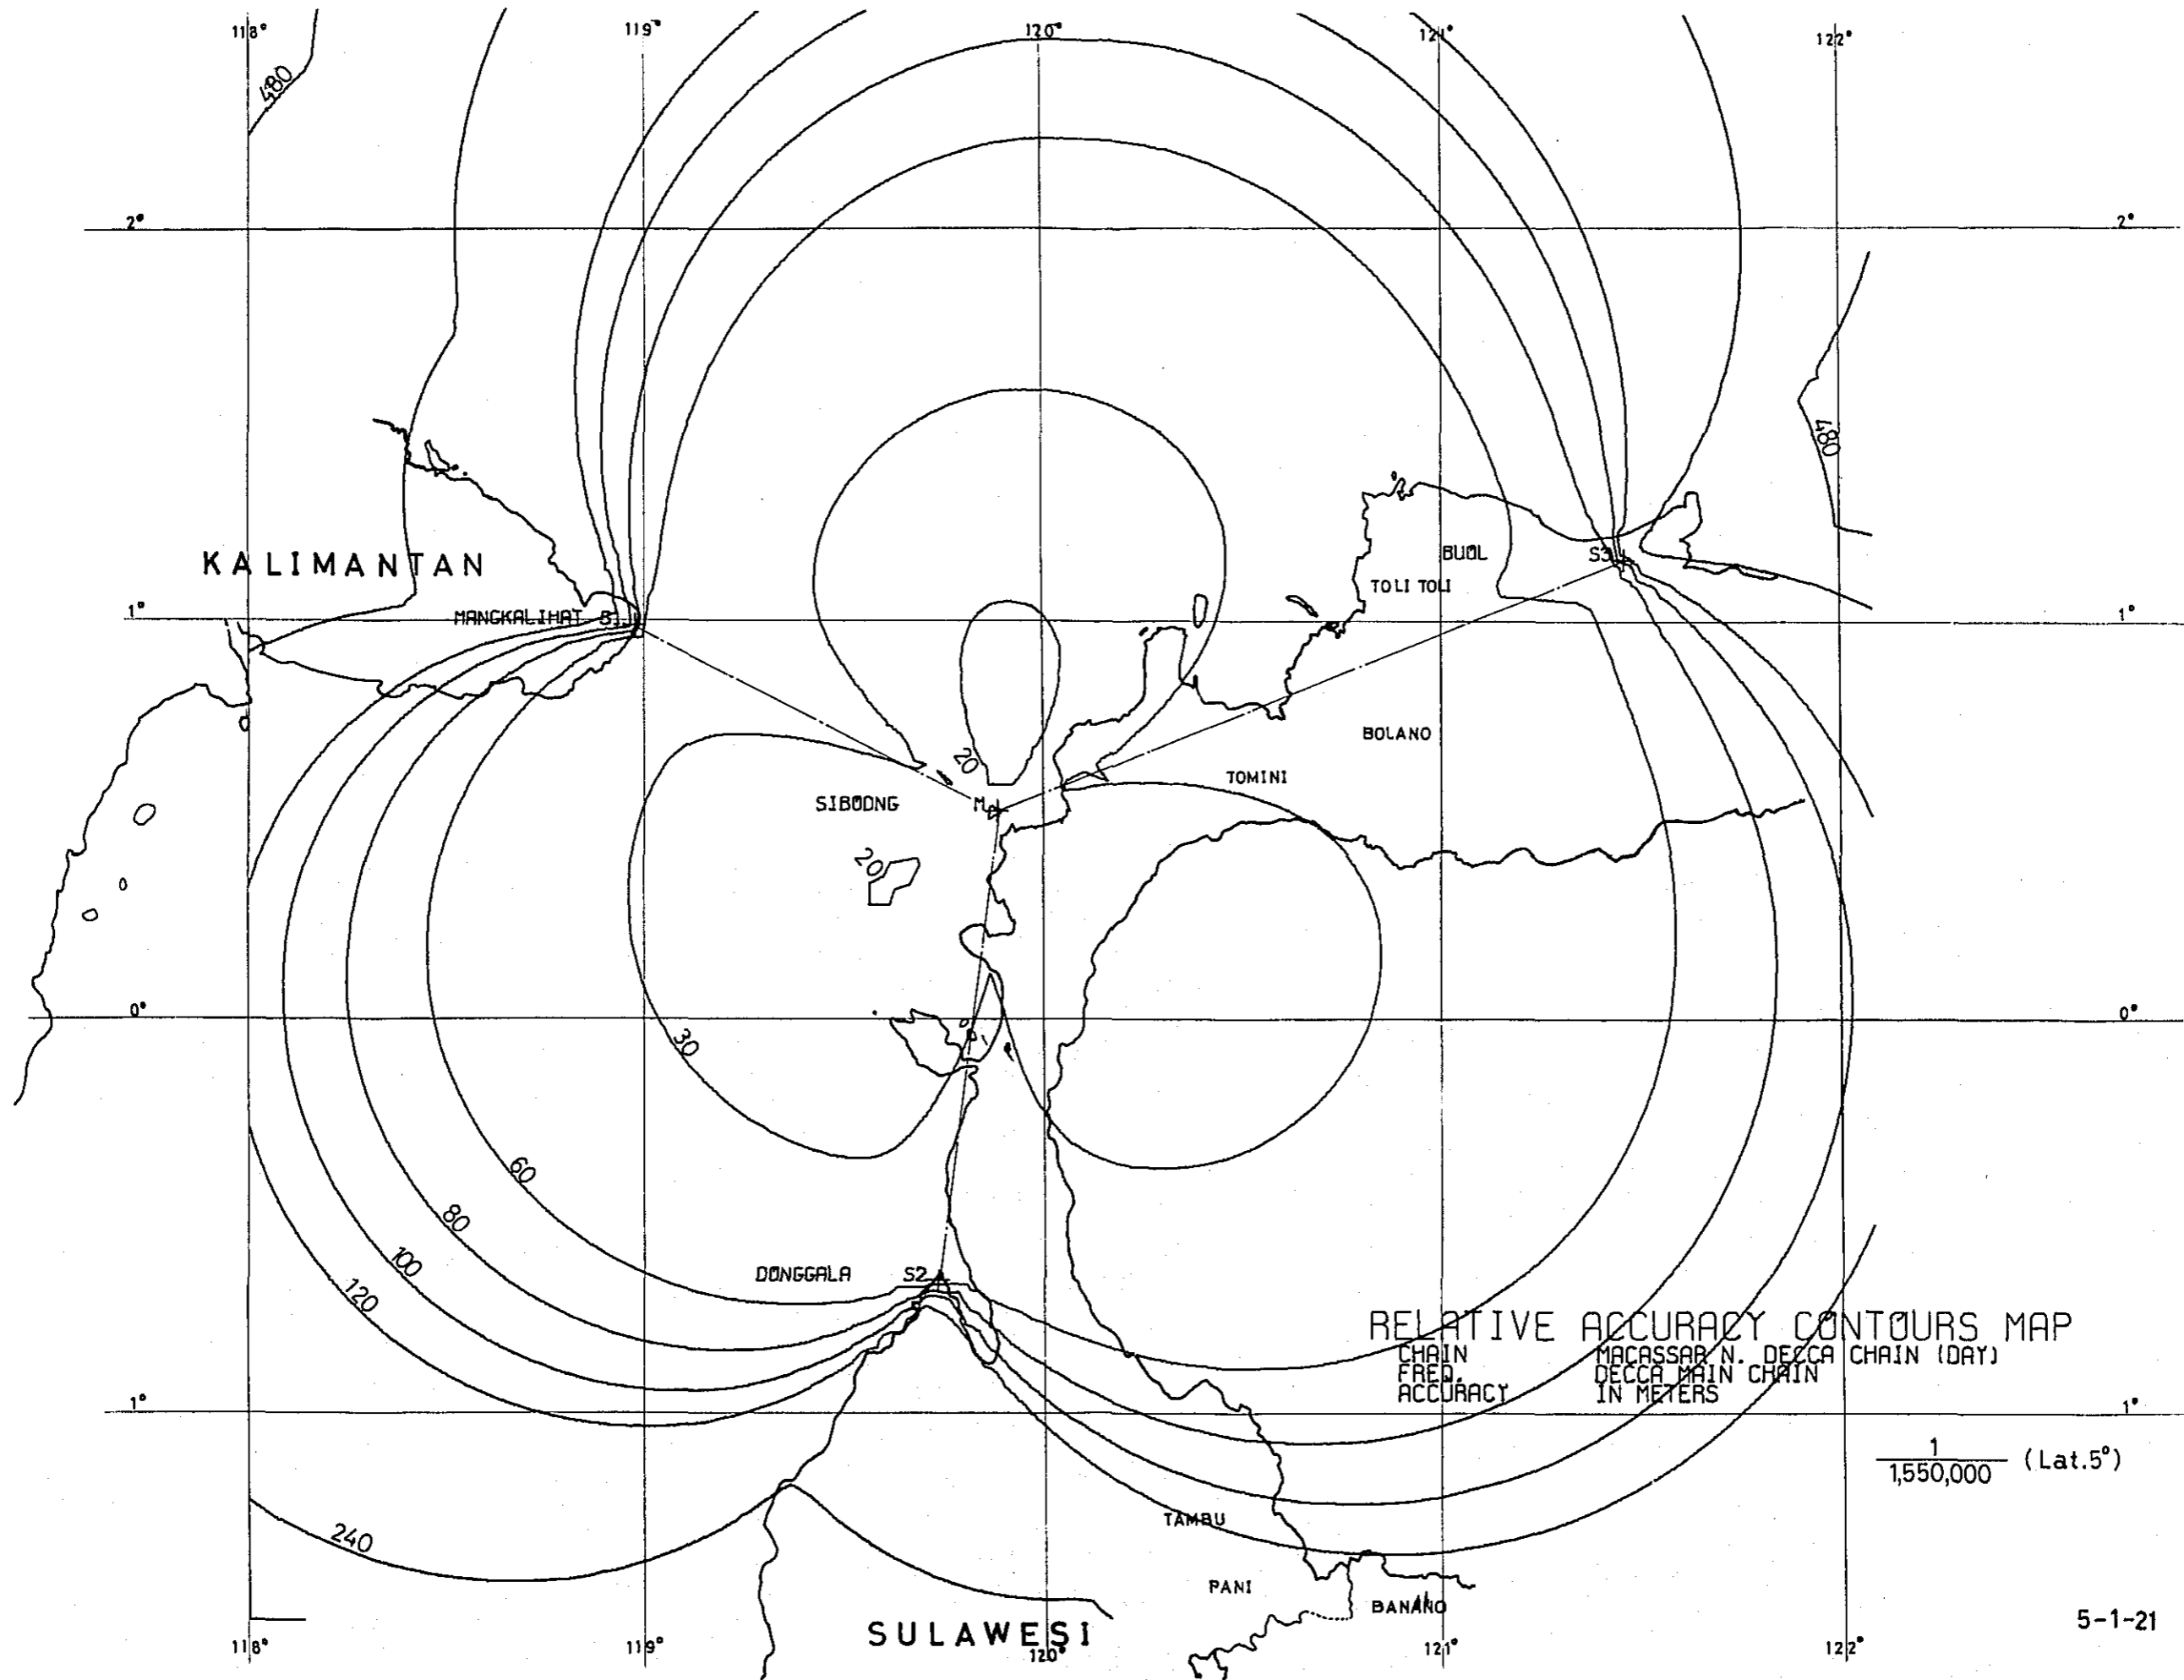 118° 119° 120° 121° 122°
480
2° 2°
480
KALIMANTAN
BUOL
S3
TOLI TOLI
1° MANGKALIHAT 1°
BOLANO
20 TOMINI
SIBOONG M
20
0° 0°
30
60
80
100
120
DONGGALA S2
RELATIVE ACCURACY CONTOURS MAP
CHAIN MACASSAR N. DECCA CHAIN (DAY)
FREQ. DECCA MAIN CHAIN
ACCURACY IN METERS
1° 1°
1
1,550,000 (Lat.5°)
TAMBU
240
PANI
BANANO
SULAWESI
5-1-21
118° 119° 120° 121° 122°